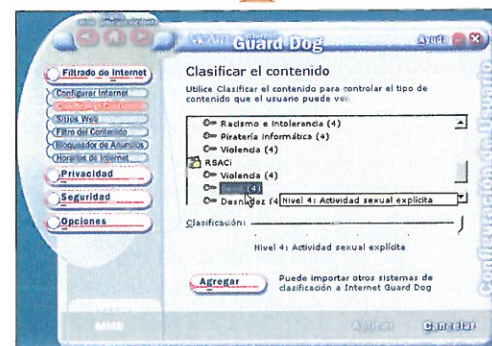 Guard Dog
Ayuda
Filtrado de Internet
Configurar Internet
Clasificar el Contenido
Sitios Web
Filtro del Contenido
Bloqueador de Anuncios
Horarios de Internet
Privacidad
Seguridad
Opciones
Clasificar el contenido
Utilice Clasificar el contenido para controlar el tipo de
contenido que el usuario puede ver.
Racismo e Intolerancia (4)
Piratería Informática (4)
Violencia (4)
RSACi
Violencia (4)
Sexo (4)
Desnudez (4 Nivel 4: Actividad sexual explícita
Clasificación:
Nivel 4: Actividad sexual explícita
Agregar
Puede importar otros sistemas de
clasificación a Internet Guard Dog
Configuración de Usuario
MME
Aplicar
Cancelar